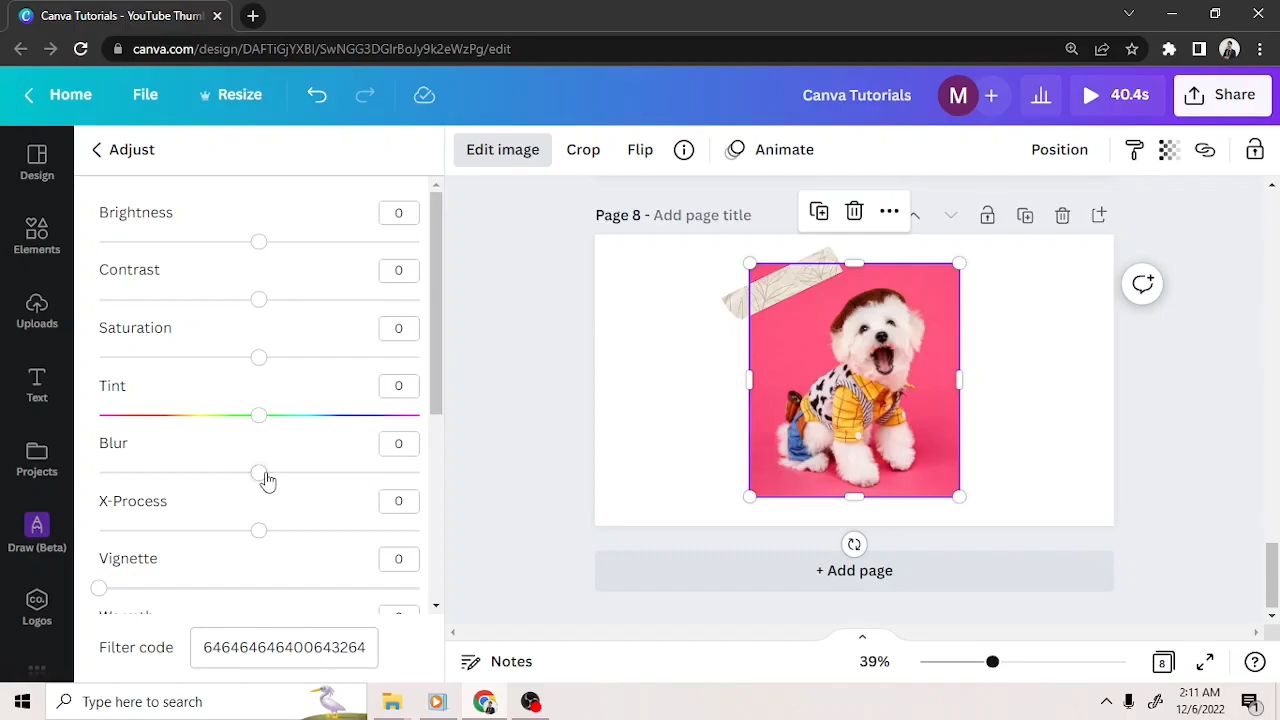 Canva Tutorials - YouTube Thum
canva.com/design/DAFTiGjYXBI/SwNGG3DGIrBoJy9k2eWzPg/edit
Home
File
Resize
Canva Tutorials
M
40.4s
Share
Design
Elements
Uploads
Text
Projects
Draw (Beta)
CO.
Logos
Adjust
Edit image
Crop
Flip
Animate
Position
Brightness
0
Contrast
0
Saturation
0
Tint
0
Blur
0
X-Process
0
Vignette
0
Warmth
Filter code
646464646400643264
Page 8 - Add page title
+ Add page
Notes
39%
8
Type here to search
2:11 AM
12/6/2022
1